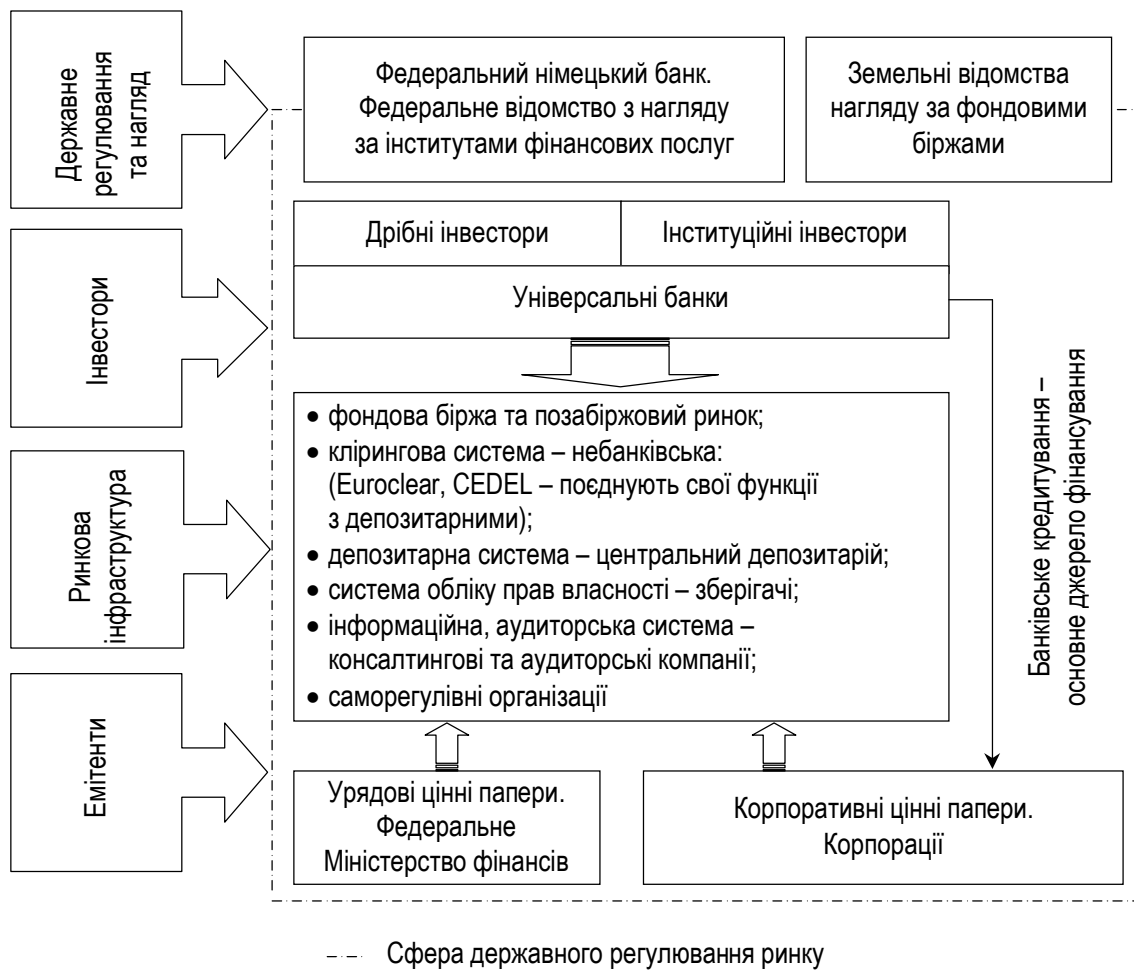 Державне
регулювання
та нагляд
Федеральний німецький банк.
Федеральне відомство з нагляду
за інститутами фінансових послуг
Земельні відомства
нагляду за фондовими
біржами
Інвестори
Дрібні інвестори
Інституційні інвестори
Універсальні банки
Ринкова
інфраструктура
• фондова біржа та позабіржовий ринок;
• клірингова система – небанківська:
(Euroclear, CEDEL – поєднують свої функції
з депозитарними);
• депозитарна система – центральний депозитарій;
• система обліку прав власності – зберігачі;
• інформаційна, аудиторська система –
консалтингові та аудиторські компанії;
• саморегулівні організації
Банківське кредитування –
основне джерело фінансування
Емітенти
Урядові цінні папери.
Федеральне
Міністерство фінансів
Корпоративні цінні папери.
Корпорації
Сфера державного регулювання ринку